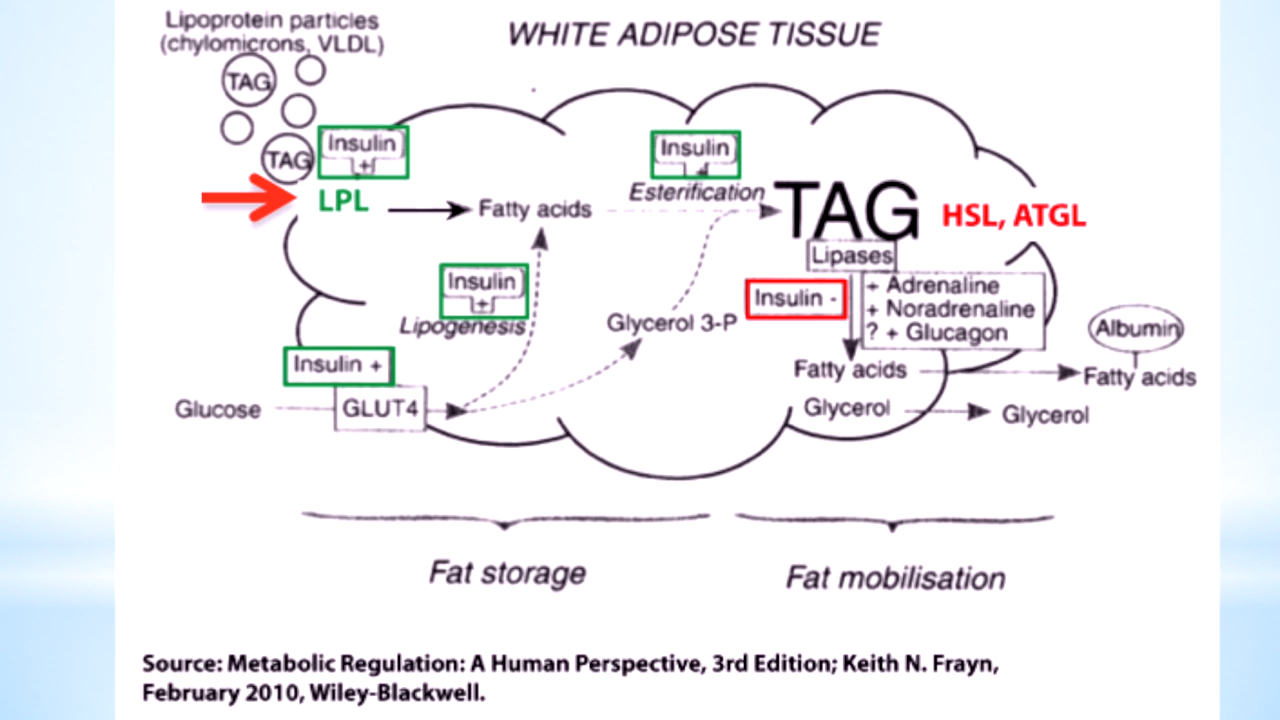 Lipoprotein particles
(chylomicrons, VLDL)
WHITE ADIPOSE TISSUE
TAG
TAG
Insulin
+
LPL
Fatty acids
Insulin
+
Esterification
TAG
HSL, ATGL
Lipases
Insulin
+
Lipogenesis
Glycerol 3-P
Insulin -
+ Adrenaline
+ Noradrenaline
? + Glucagon
Albumin
Insulin +
Glucose
GLUT4
Fatty acids
Fatty acids
Glycerol
Glycerol
Fat storage
Fat mobilisation
Source: Metabolic Regulation: A Human Perspective, 3rd Edition; Keith N. Frayn,
February 2010, Wiley-Blackwell.